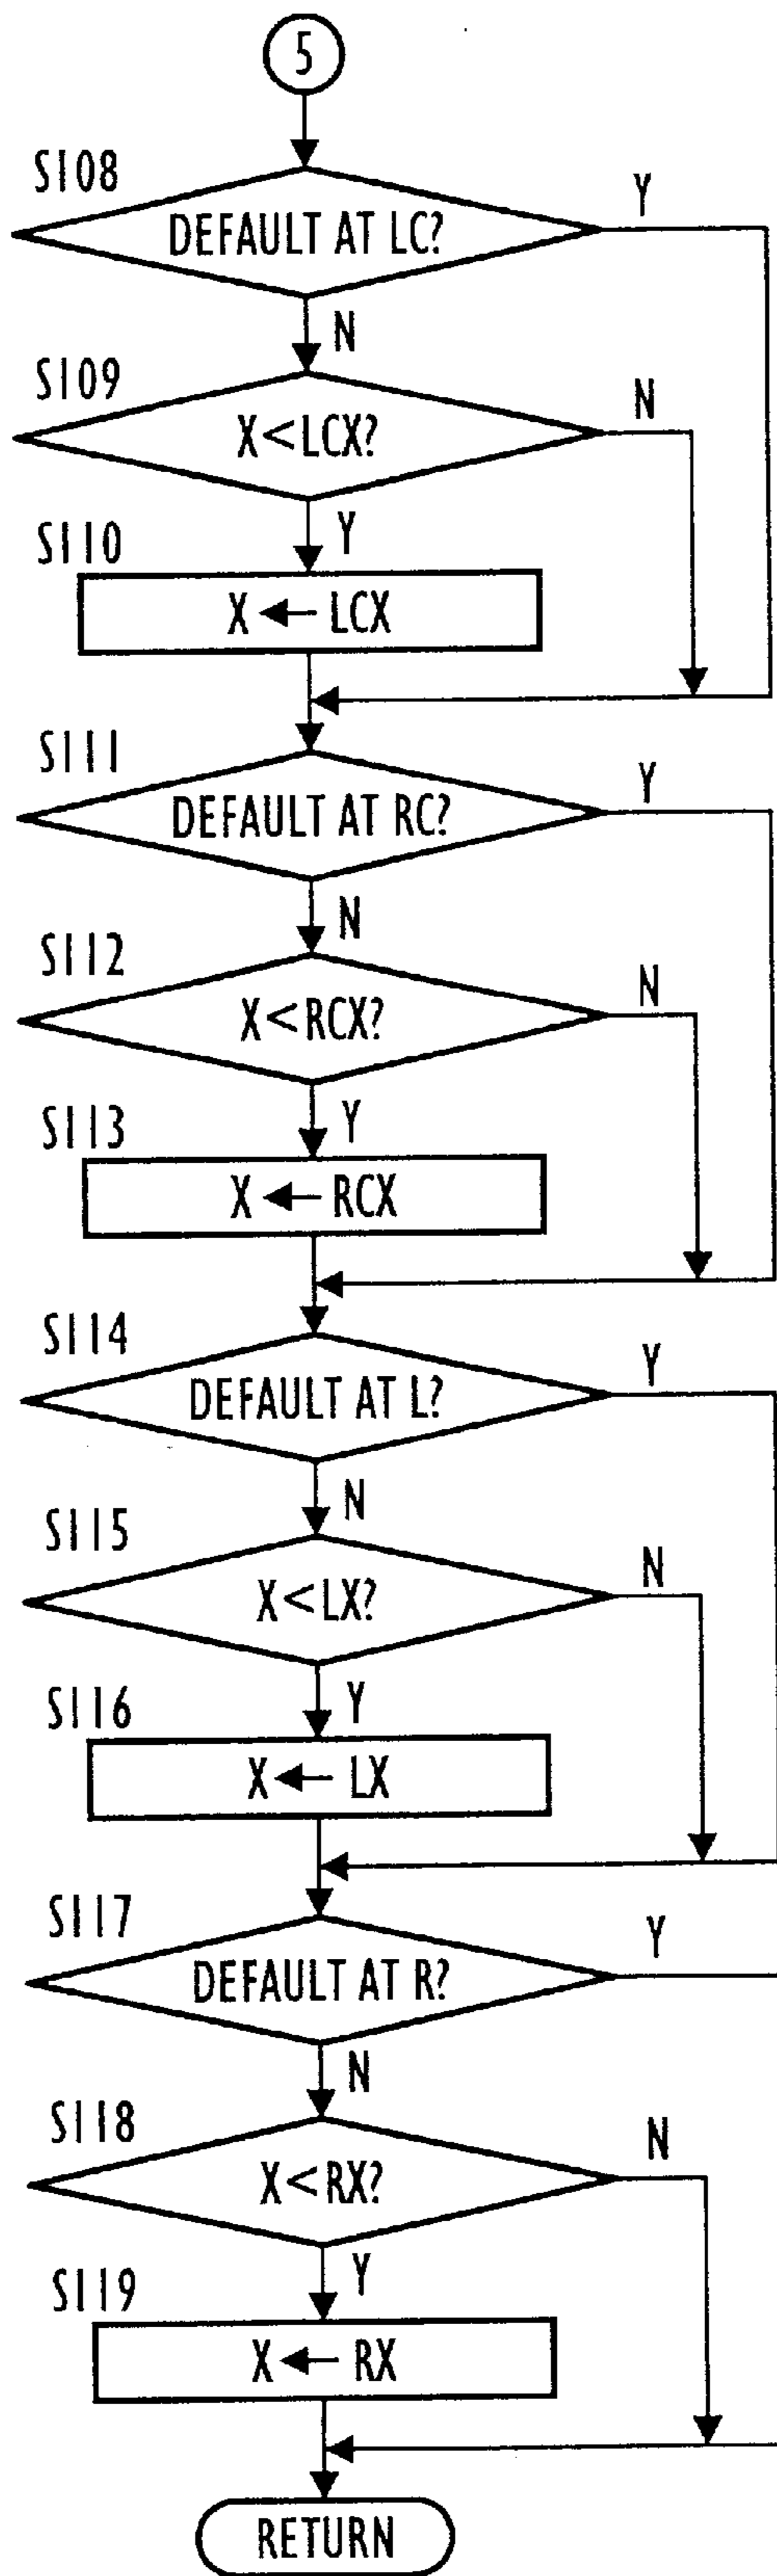 5
S108
DEFAULT AT LC?
Y
N
S109
X<LCX?
N
Y
S110
X ← LCX
S111
DEFAULT AT RC?
Y
N
S112
X<RCX?
N
Y
S113
X ← RCX
S114
DEFAULT AT L?
Y
N
S115
X<LX?
N
Y
S116
X ← LX
S117
DEFAULT AT R?
Y
N
S118
X<RX?
N
Y
S119
X ← RX
RETURN